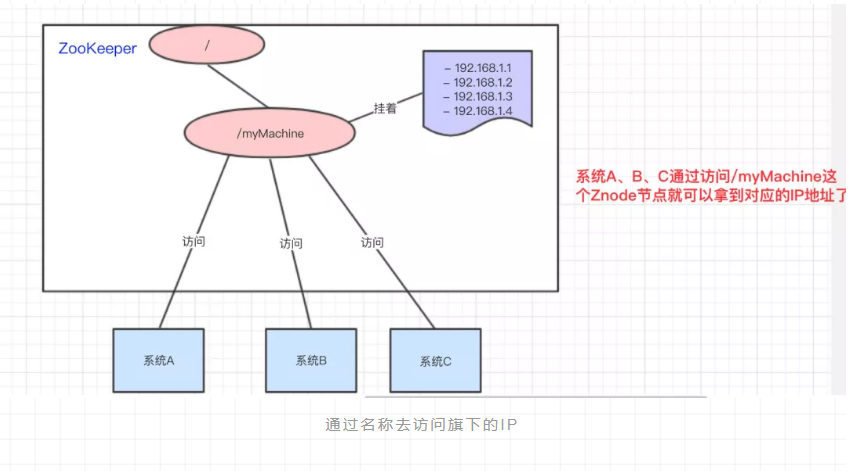 ZooKeeper
/
– 192.168.1.1
– 192.168.1.2
– 192.168.1.3
– 192.168.1.4
挂着
/myMachine
系统A、B、C通过访问/myMachine这
个Znode节点就可以拿到对应的IP地址了
访问
访问
访问
系统A
系统B
系统C
通过名称去访问旗下的IP